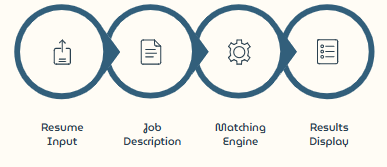 Resume
Input
Job
Description
Matching
Engine
Results
Display